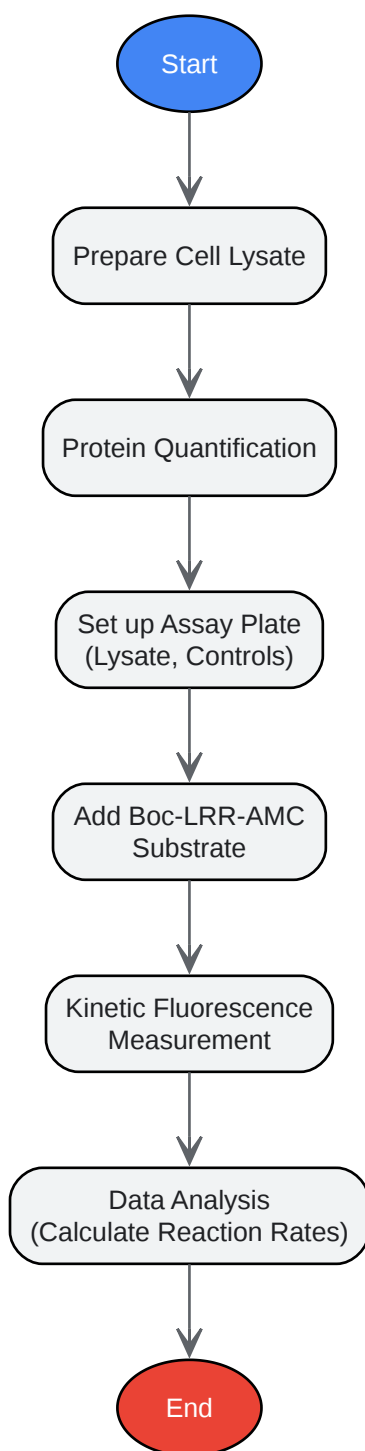 Start
Prepare Cell Lysate
Protein Quantification
Set up Assay Plate
(Lysate, Controls)
Add Boc-LRR-AMC
Substrate
Kinetic Fluorescence
Measurement
Data Analysis
(Calculate Reaction Rates)
End